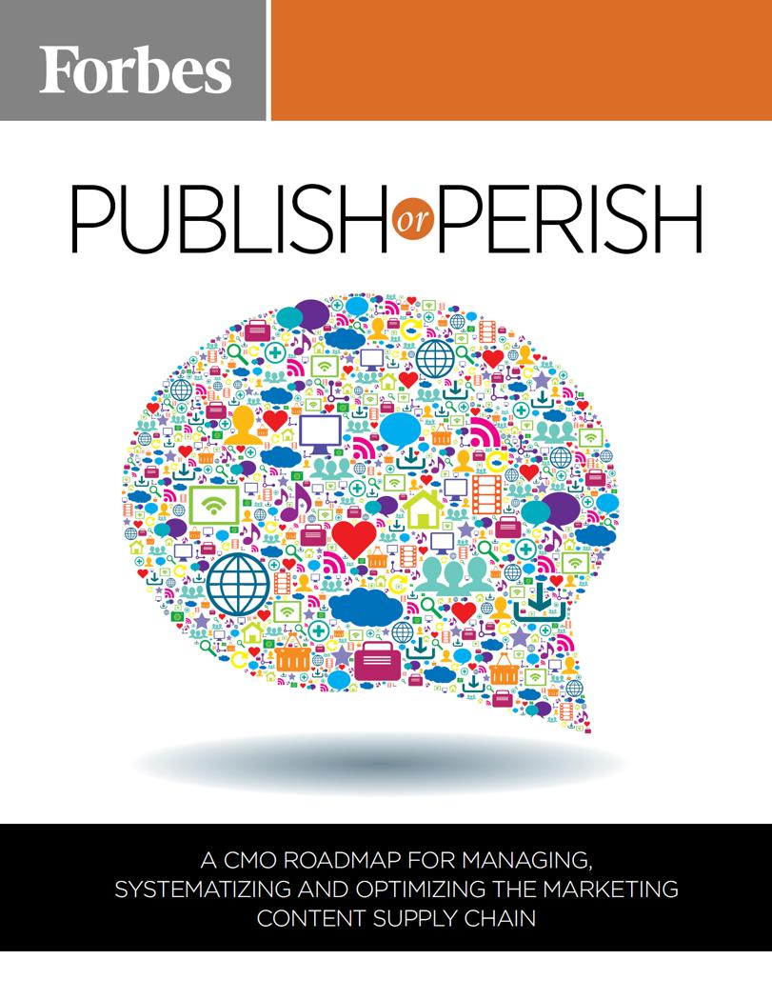 Forbes
PUBLISH or PERISH
A CMO ROADMAP FOR MANAGING,
SYSTEMATIZING AND OPTIMIZING THE MARKETING
CONTENT SUPPLY CHAIN